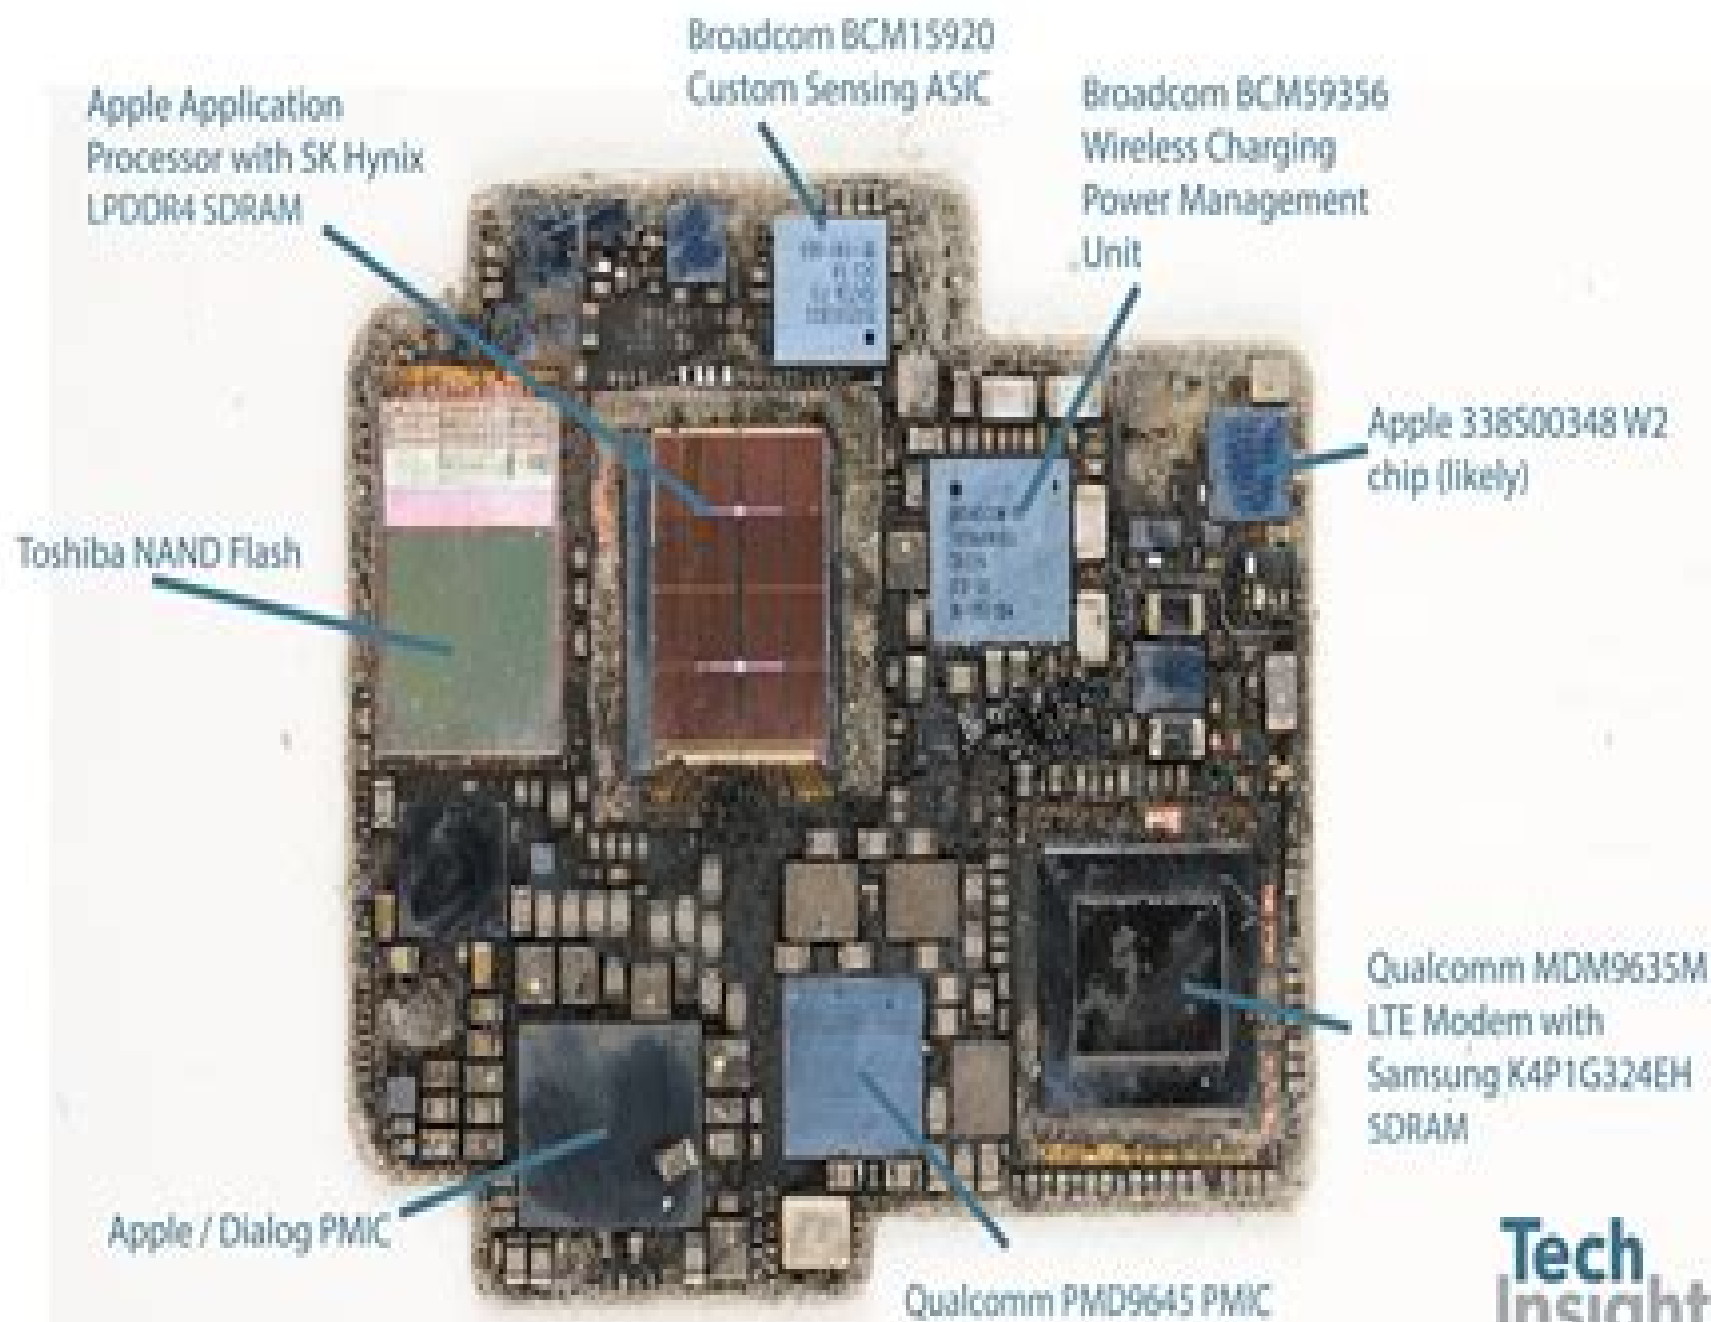 Broadcom BCM15920
Custom Sensing ASIC
Apple Application
Processor with SK Hynix
LPDDR4 SDRAM
Broadcom BCM59356
Wireless Charging
Power Management
Unit
Apple 338S00348 W2
chip (likely)
Toshiba NAND Flash
Qualcomm MDM9635M
LTE Modem with
Samsung K4P1G324EH
SDRAM
Apple / Dialog PMIC
Qualcomm PMD9645 PMIC
Tech
Insight